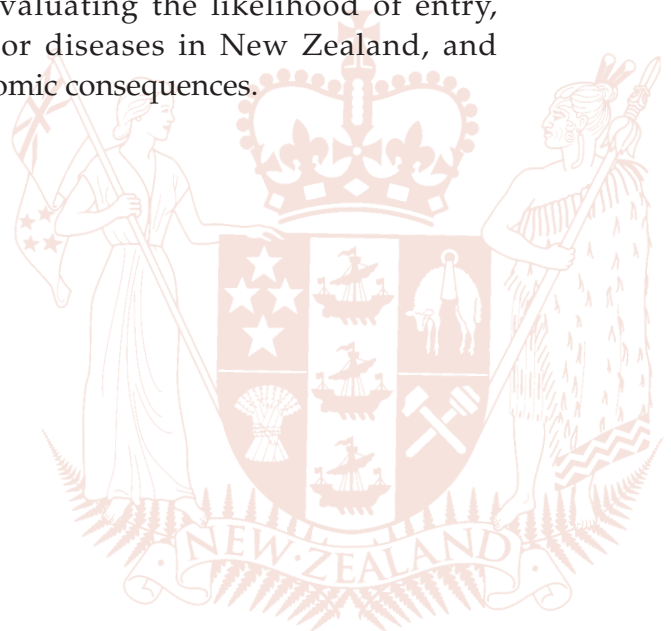 valuating the likelihood of entry,
or diseases in New Zealand, and
omic consequences.
NEW·ZEALAND